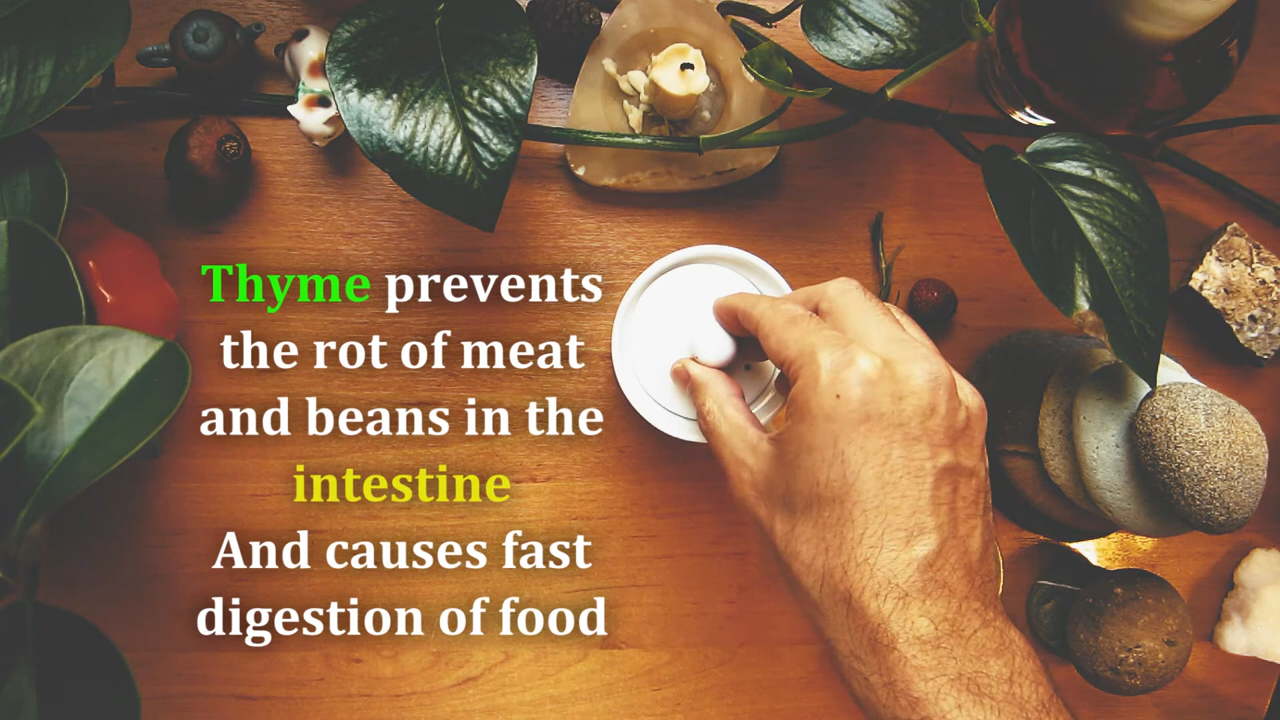 Thyme prevents
the rot of meat
and beans in the
intestine
And causes fast
digestion of food